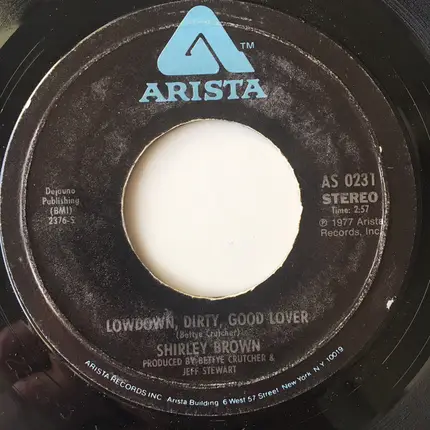 ™
ARISTA
Dejouno
Publishing
(BMI)
2376-S
AS 0231
STEREO
Time: 2:57
℗ 1977 Arista
Records, Inc.
LOWDOWN, DIRTY, GOOD LOVER
(Bettye Crutcher)
SHIRLEY BROWN
PRODUCED BY BETTYE CRUTCHER &
JEFF STEWART
ARISTA RECORDS INC Arista Building 6 West 57 Street New York N.Y. 10019